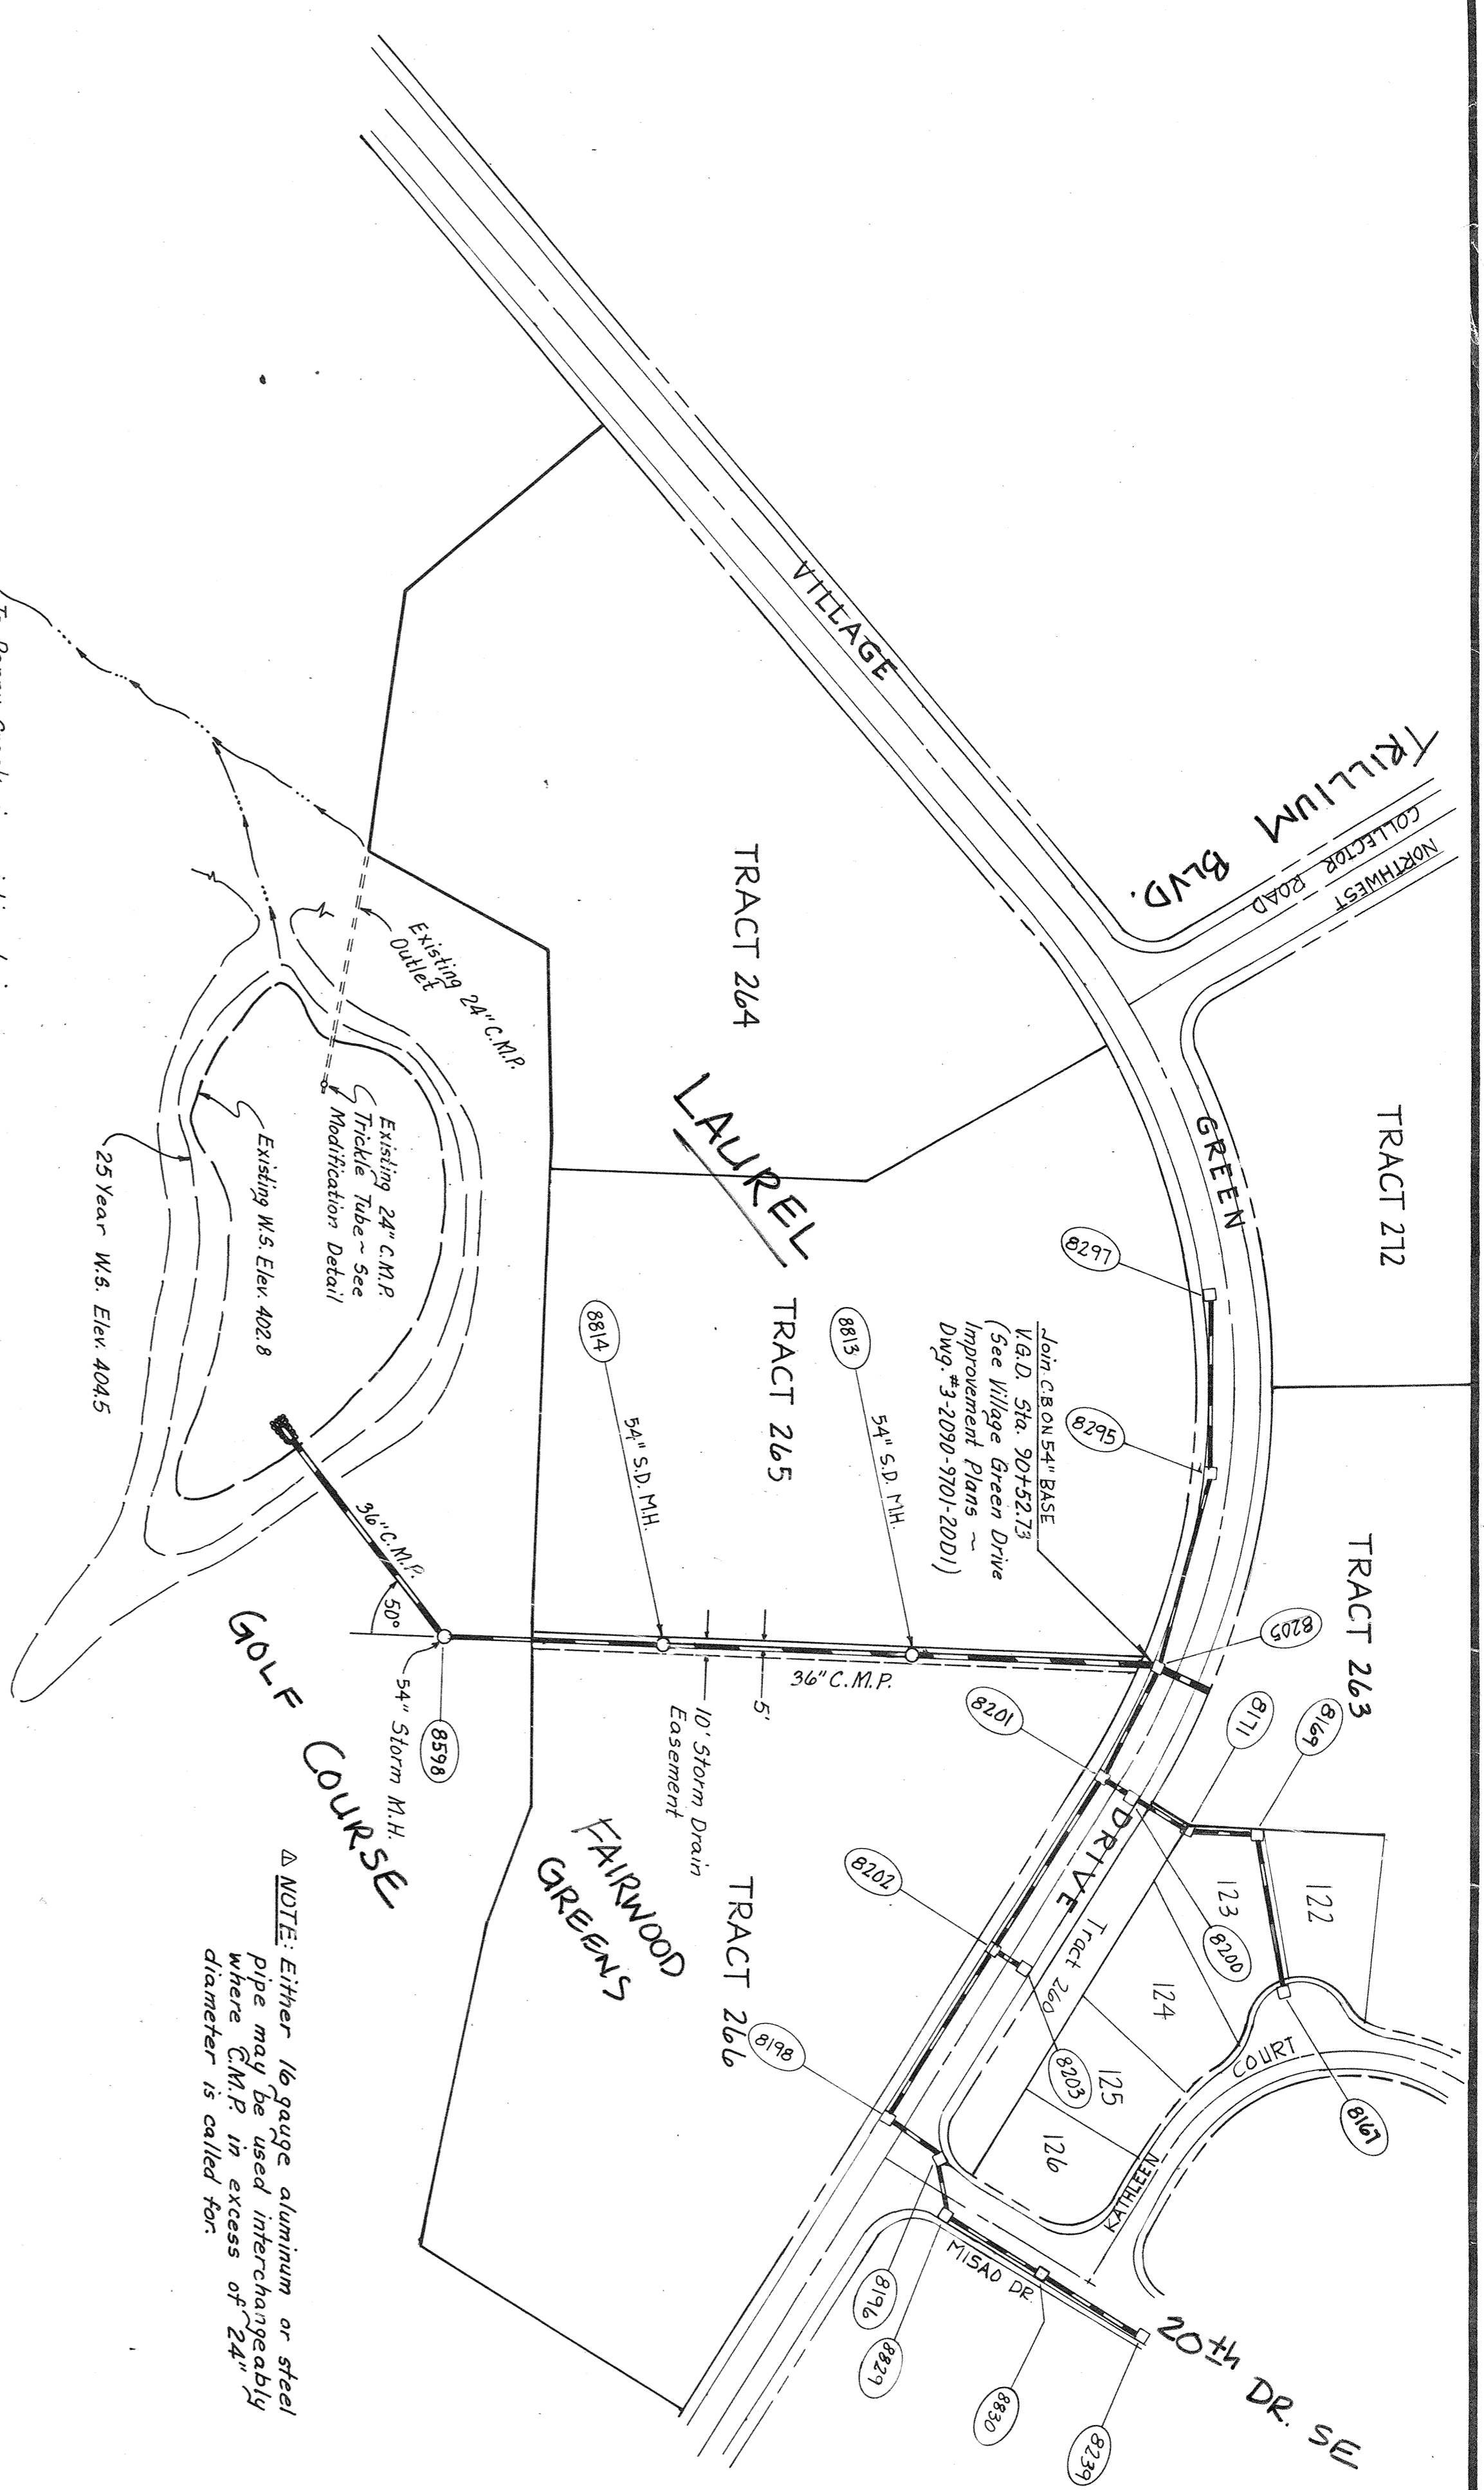 TRILLIUM BLVD.
NORTHWEST
COLLECTOR ROAD
VILLAGE
GREEN
DRIVE
TRACT 272
TRACT 263
TRACT 264
LAUREL
TRACT 265
TRACT 266
FAIRWOOD
GREENS
GOLF COURSE
8297
8295
8205
8171
8169
8201
8200
8202
8203
8198
8167
8196
8829
8830
8239
8813
54" S.D. M.H.
8814
54" S.D. M.H.
8598
54" Storm M.H.
Join C.B ON 54" BASE
V.G.D. Sta. 90+52.73
(See Village Green Drive
Improvement Plans ~
Dwg. #3-2090-9701-20D1)
122
123
124
125
126
Tract 260
COURT
KATHLEEN
MISAO DR.
20th DR. SE
36" C.M.P.
5'
10' Storm Drain
Easement
36" C.M.P.
50°
Existing 24" C.M.P.
Outlet
Existing 24" C.M.P.
Trickle Tube ~ See
Modification Detail
Existing W.S. Elev. 402.8
25 Year W.S. Elev. 404.5
△ NOTE: Either 16 gauge aluminum or steel
pipe may be used interchangeably
where C.M.P. in excess of 24"
diameter is called for.